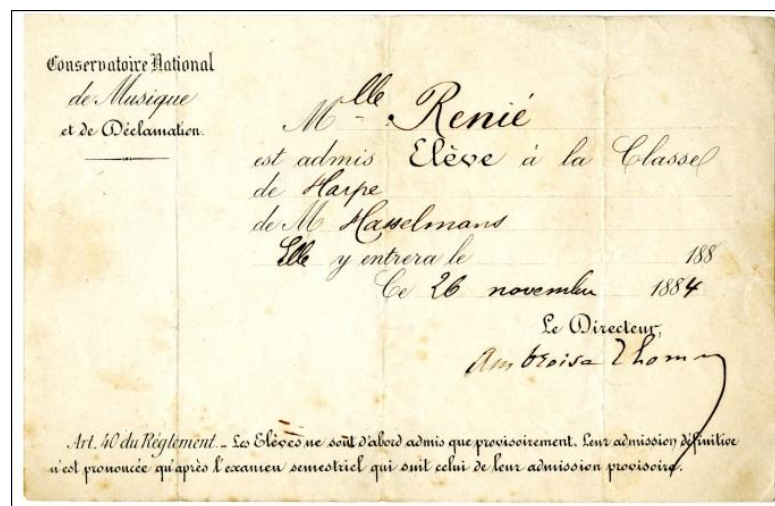 Conservatoire National
de Musique
et de Déclamation.
Mlle Renié
est admis Elève à la Classe
de Harpe
de M Hasselmans
Elle y entrera le 188
Ce 26 novembre 1884
Le Directeur,
Ambroise Thomas
Art. 40 du Règlement. _ Les Elèves ne sont d'abord admis que provisoirement. Leur admission définitive
n'est prononcée qu'après l'examen semestriel qui suit celui de leur admission provisoire.